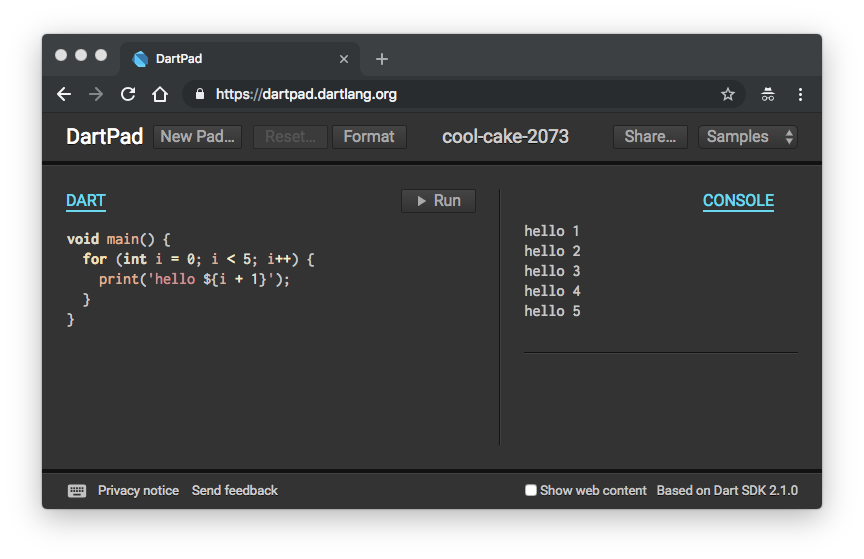 DartPad
https://dartpad.dartlang.org
DartPad New Pad... Reset... Format cool-cake-2073 Share... Samples
DART Run CONSOLE
void main() {
  for (int i = 0; i < 5; i++) {
    print('hello ${i + 1}');
  }
}
hello 1
hello 2
hello 3
hello 4
hello 5
Privacy notice Send feedback Show web content Based on Dart SDK 2.1.0